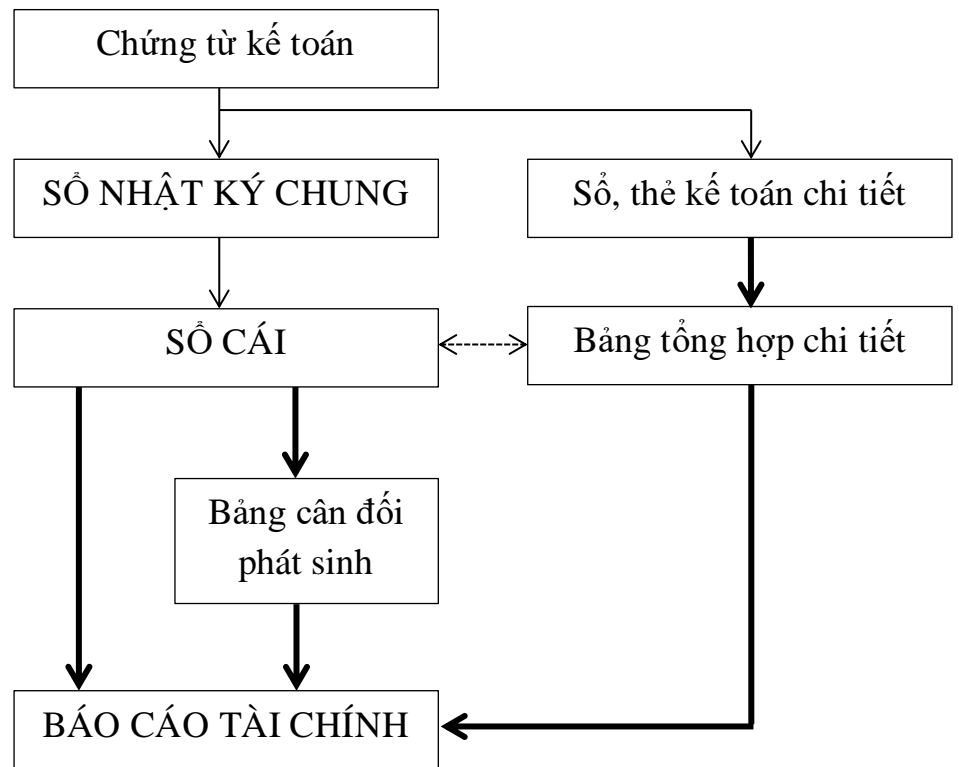 Chứng từ kế toán
SỔ NHẬT KÝ CHUNG
Sổ, thẻ kế toán chi tiết
SỔ CÁI
Bảng tổng hợp chi tiết
Bảng cân đối
phát sinh
BÁO CÁO TÀI CHÍNH